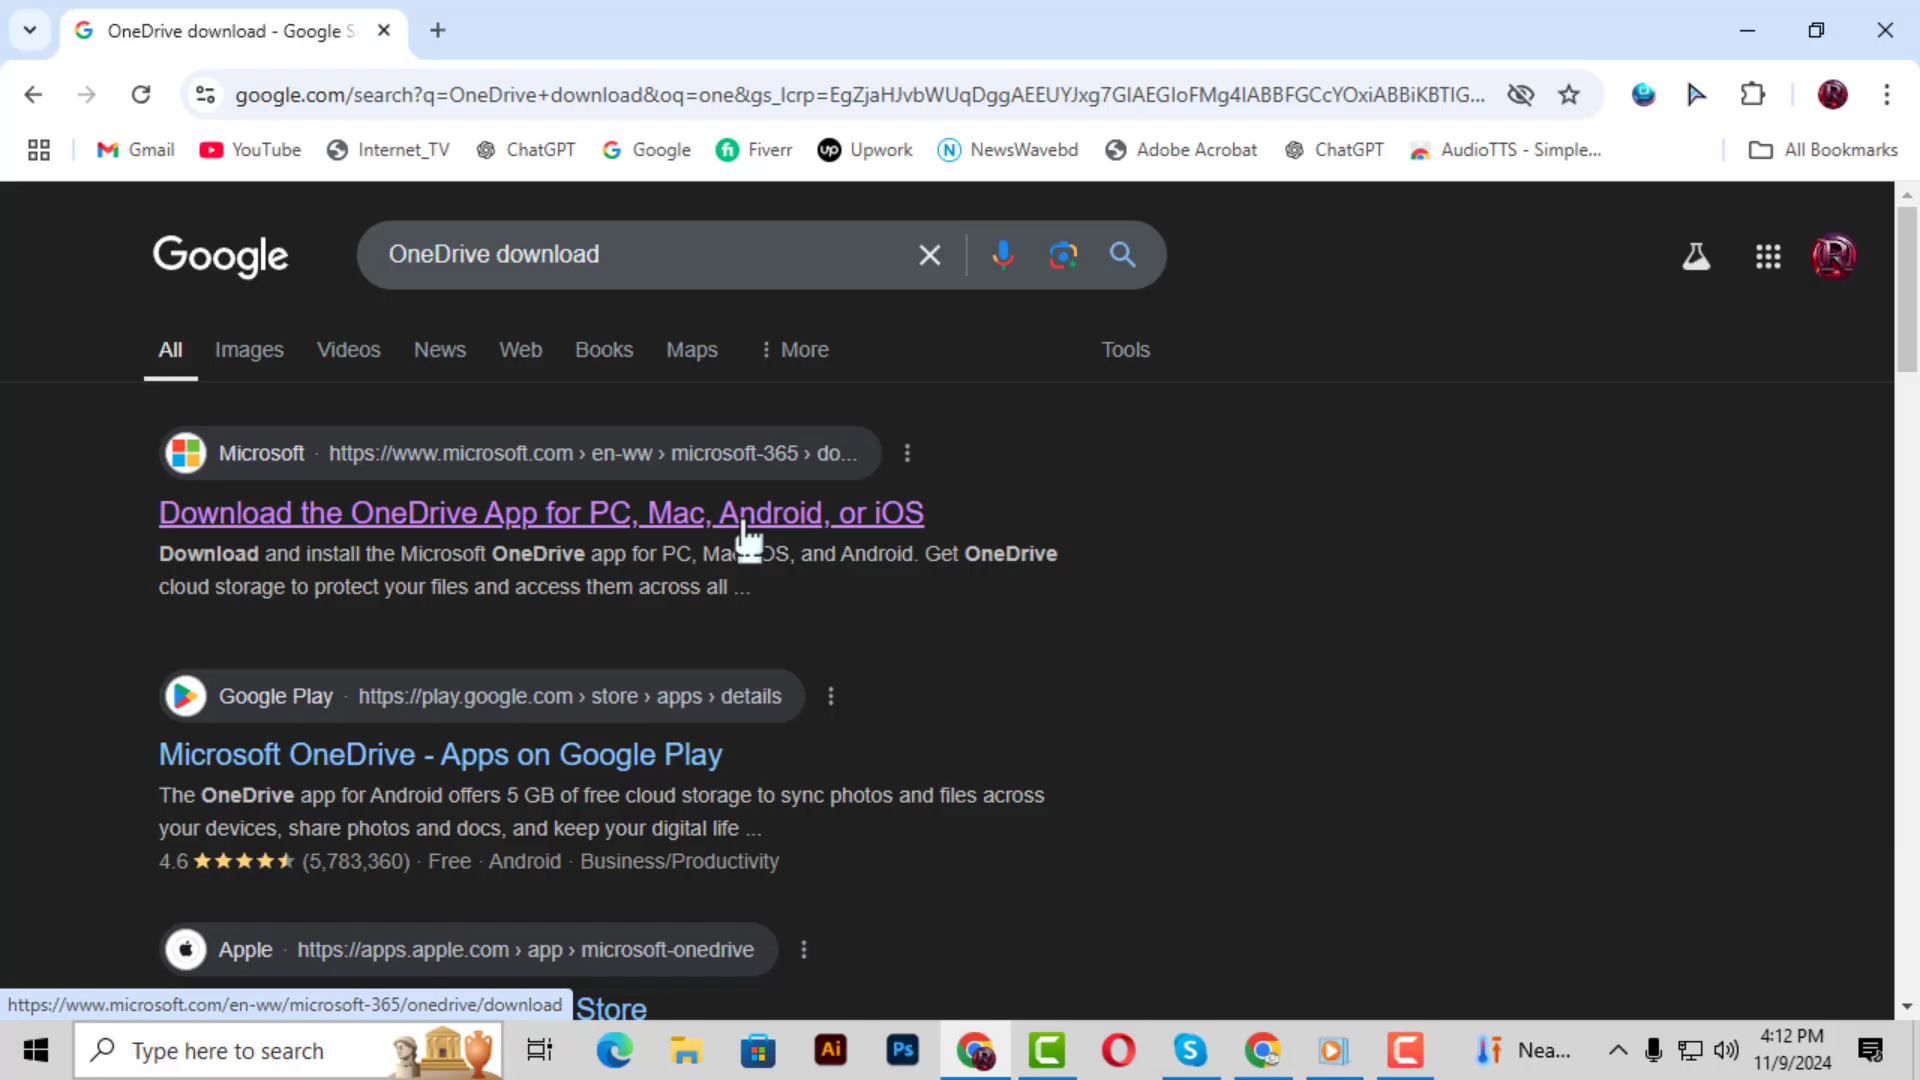 OneDrive download - Google S
google.com/search?q=OneDrive+download&oq=one&gs_lcrp=EgZjaHJvbWUqDggAEEUYJxg7GIAEGIoFMg4IABBFGCcYOxiABBiKBTIG...
Gmail YouTube Internet_TV ChatGPT Google Fiverr Upwork NewsWavebd Adobe Acrobat ChatGPT AudioTTS - Simple... All Bookmarks
Google OneDrive download
All Images Videos News Web Books Maps More Tools
Microsoft · https://www.microsoft.com › en-ww › microsoft-365 › do...
Download the OneDrive App for PC, Mac, Android, or iOS
Download and install the Microsoft OneDrive app for PC, Mac, iOS, and Android. Get OneDrive
cloud storage to protect your files and access them across all ...
Google Play · https://play.google.com › store › apps › details
Microsoft OneDrive - Apps on Google Play
The OneDrive app for Android offers 5 GB of free cloud storage to sync photos and files across
your devices, share photos and docs, and keep your digital life ...
4.6 (5,783,360) · Free · Android · Business/Productivity
Apple · https://apps.apple.com › app › microsoft-onedrive
https://www.microsoft.com/en-ww/microsoft-365/onedrive/download Store
Type here to search Ai Ps Nea... 4:12 PM
11/9/2024